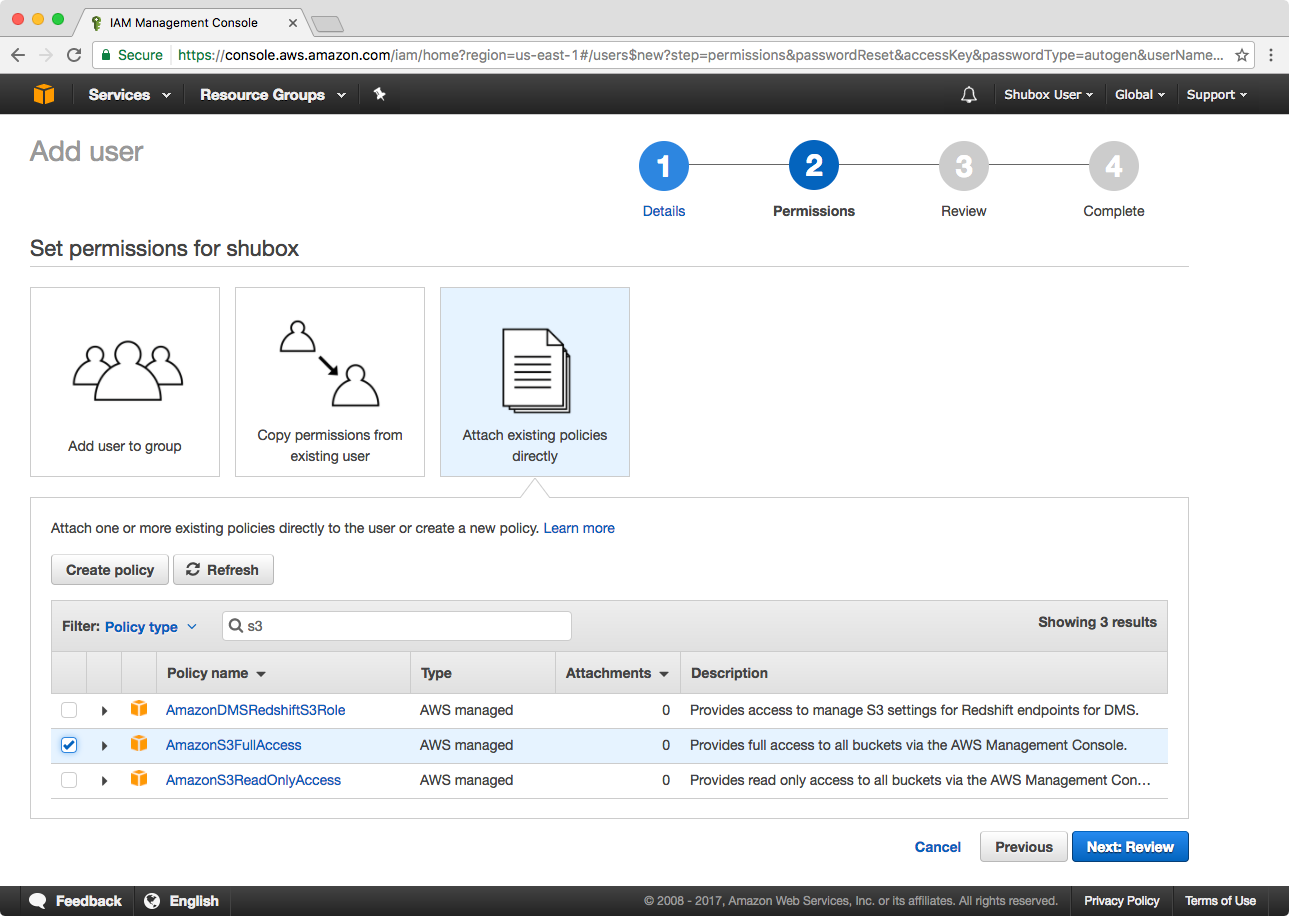 IAM Management Console
Secure https://console.aws.amazon.com/iam/home?region=us-east-1#/users$new?step=permissions&passwordReset&accessKey&passwordType=autogen&userName...
Services Resource Groups Shubox User Global Support
Add user
1 2 3 4
Details Permissions Review Complete
Set permissions for shubox
Add user to group
Copy permissions from
existing user
Attach existing policies
directly
Attach one or more existing policies directly to the user or create a new policy. Learn more
Create policy Refresh
Filter: Policy type s3 Showing 3 results
Policy name Type Attachments Description
AmazonDMSRedshiftS3Role AWS managed 0 Provides access to manage S3 settings for Redshift endpoints for DMS.
AmazonS3FullAccess AWS managed 0 Provides full access to all buckets via the AWS Management Console.
AmazonS3ReadOnlyAccess AWS managed 0 Provides read only access to all buckets via the AWS Management Con...
Cancel Previous Next: Review
Feedback English © 2008 - 2017, Amazon Web Services, Inc. or its affiliates. All rights reserved. Privacy Policy Terms of Use